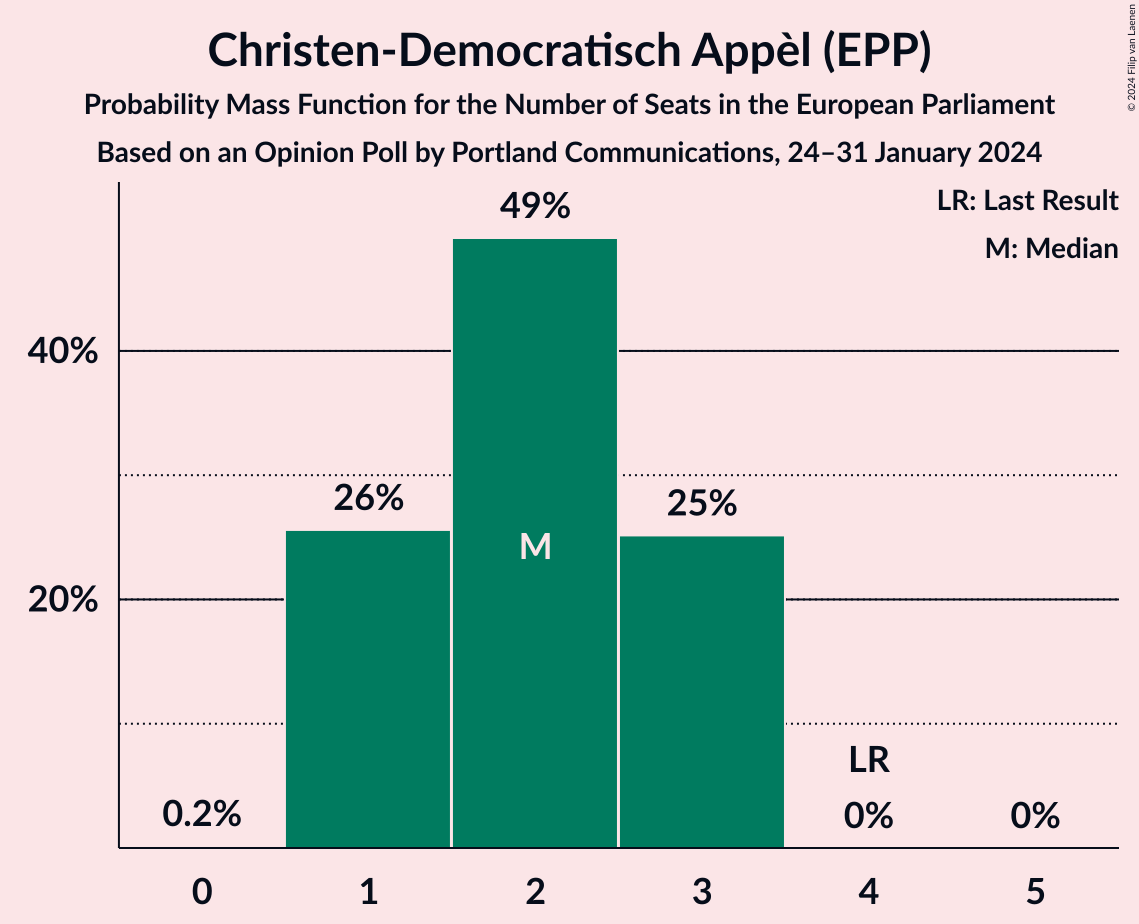 Christen-Democratisch Appèl (EPP)
Probability Mass Function for the Number of Seats in the European Parliament
Based on an Opinion Poll by Portland Communications, 24–31 January 2024
© 2024 Filip van Laenen
LR: Last Result
M: Median
49%
40%
26%
25%
M
20%
LR
0.2%
0%
0%
0
1
2
3
4
5